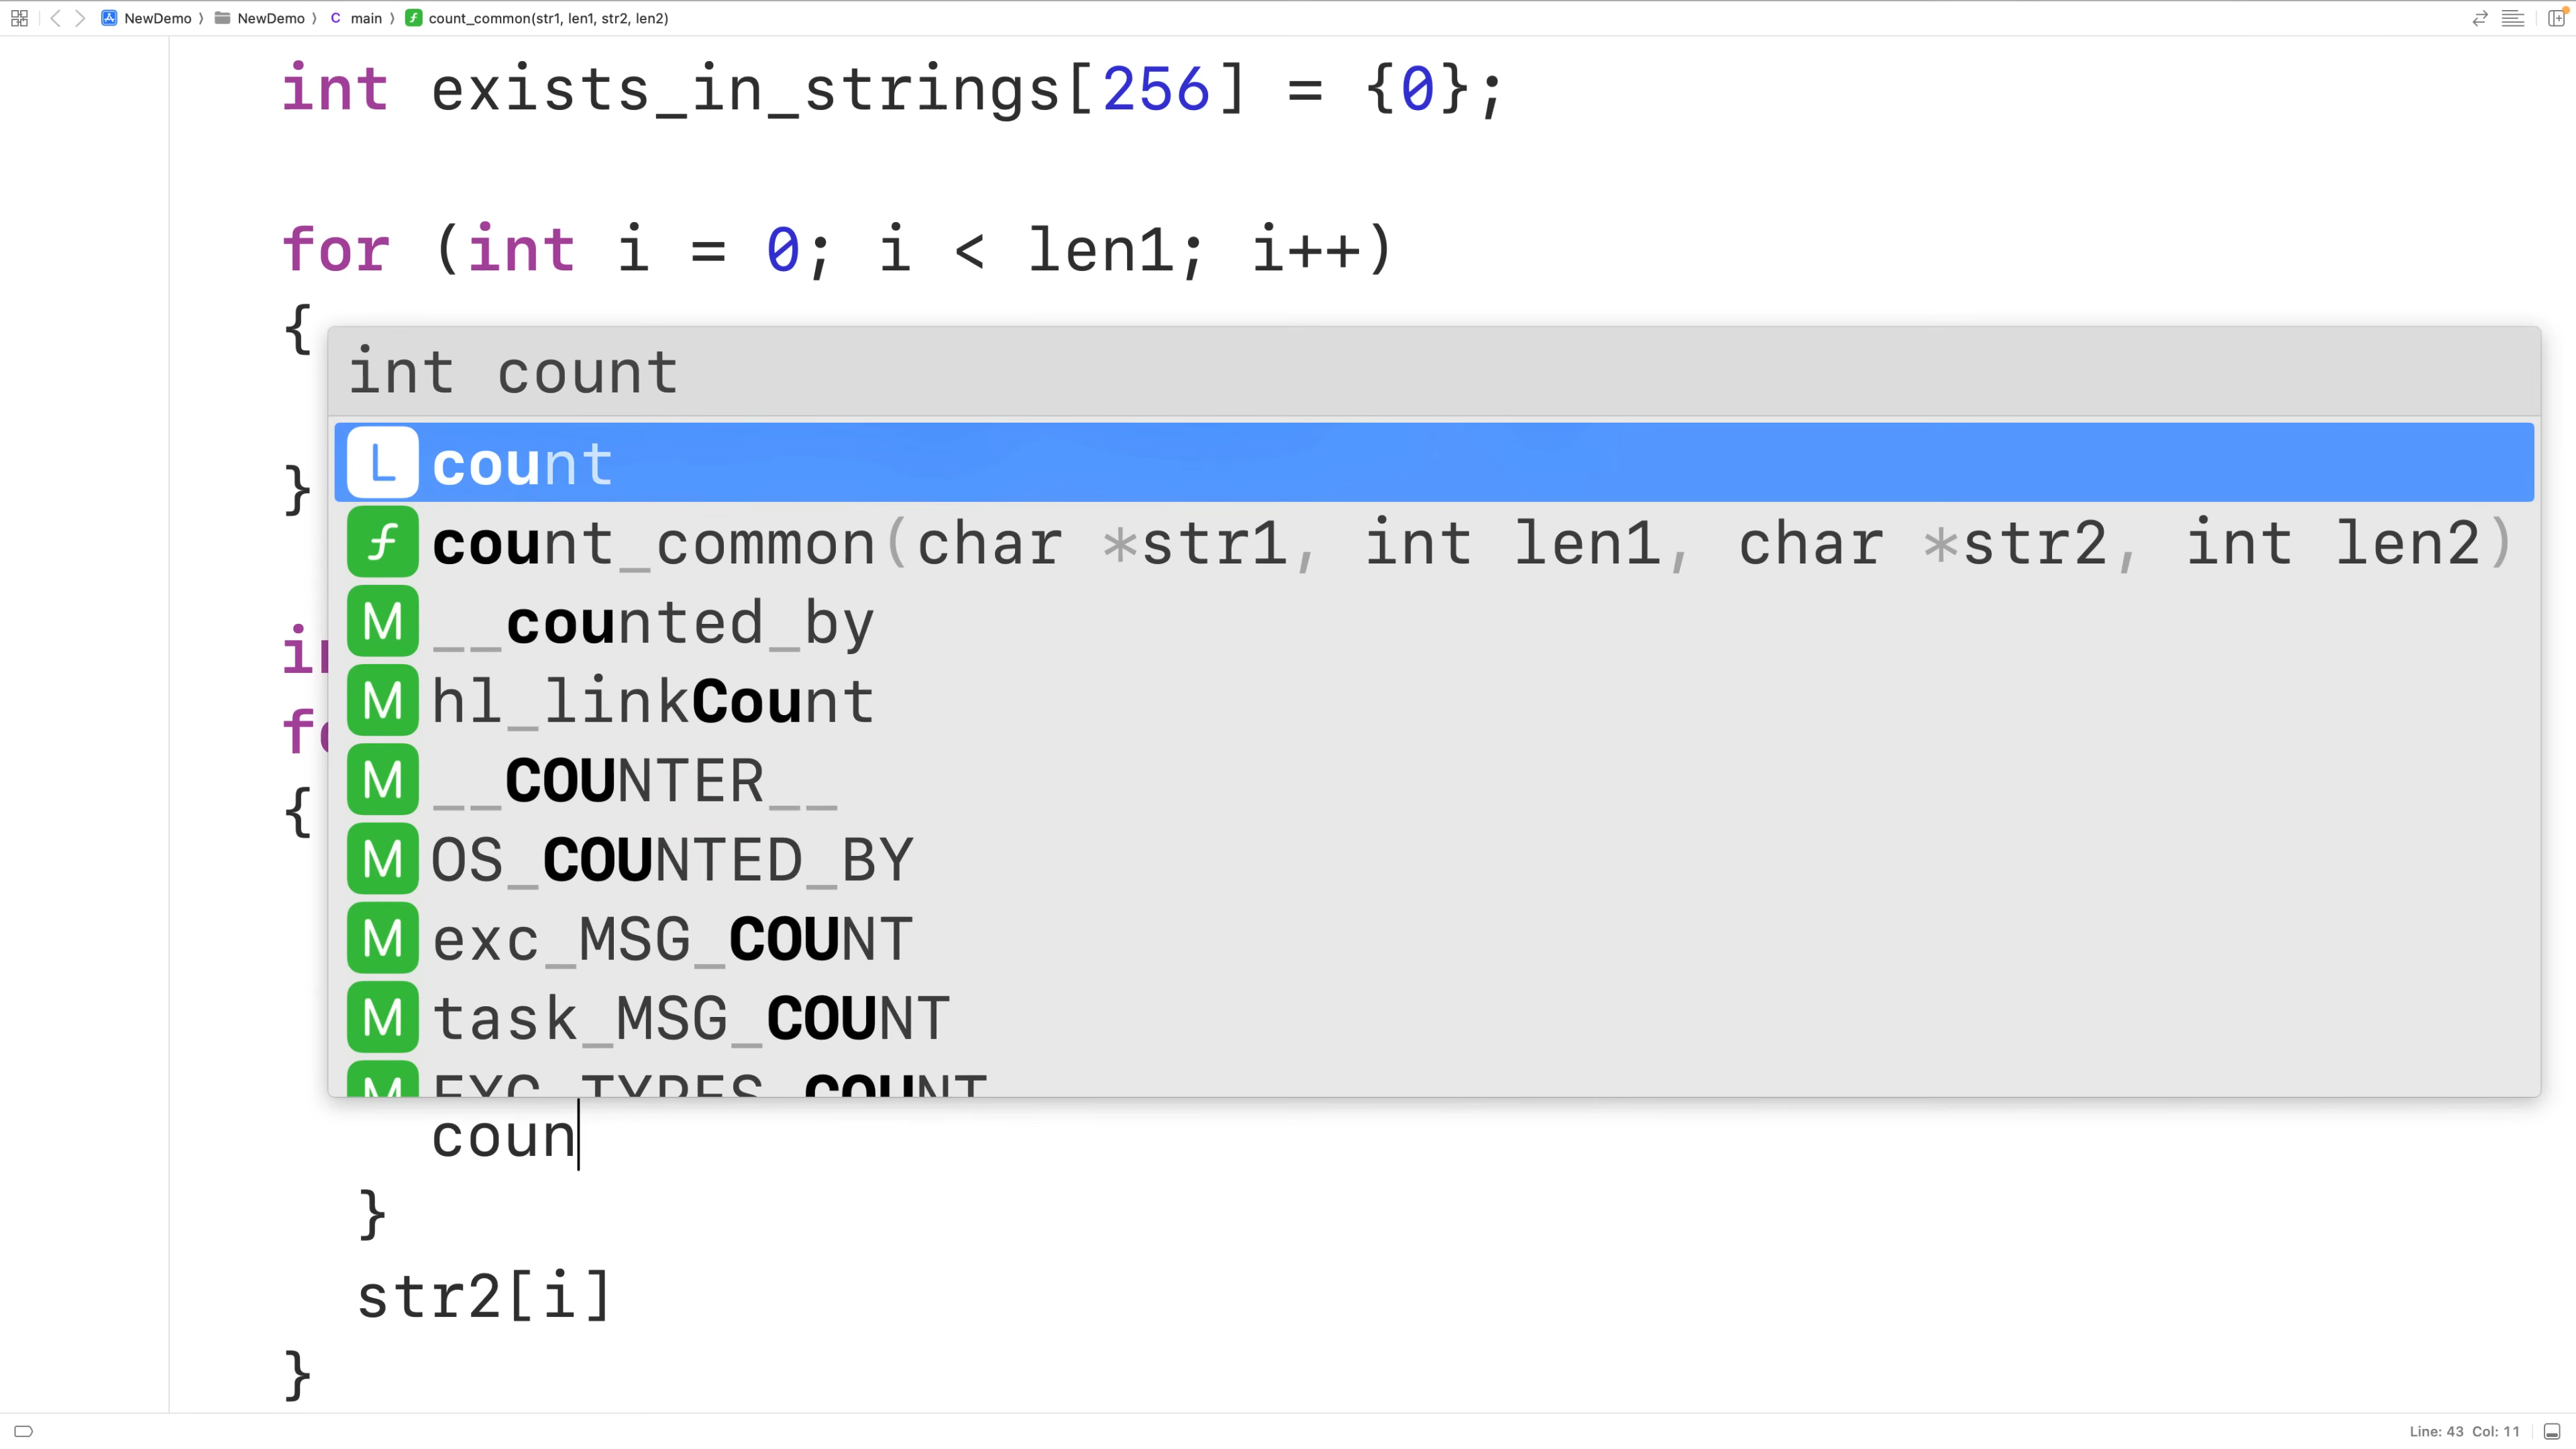 NewDemo 〉 NewDemo 〉 C main 〉 f count_common(str1, len1, str2, len2)
int exists_in_strings[256] = {0};
for (int i = 0; i < len1; i++)
{
int count
L count
f count_common(char *str1, int len1, char *str2, int len2)
}
M __counted_by
M hl_linkCount
M __COUNTER__
{
M OS_COUNTED_BY
M exc_MSG_COUNT
M task_MSG_COUNT
M EXC_TYPES_COUNT
coun
}
str2[i]
}
Line: 43 Col: 11